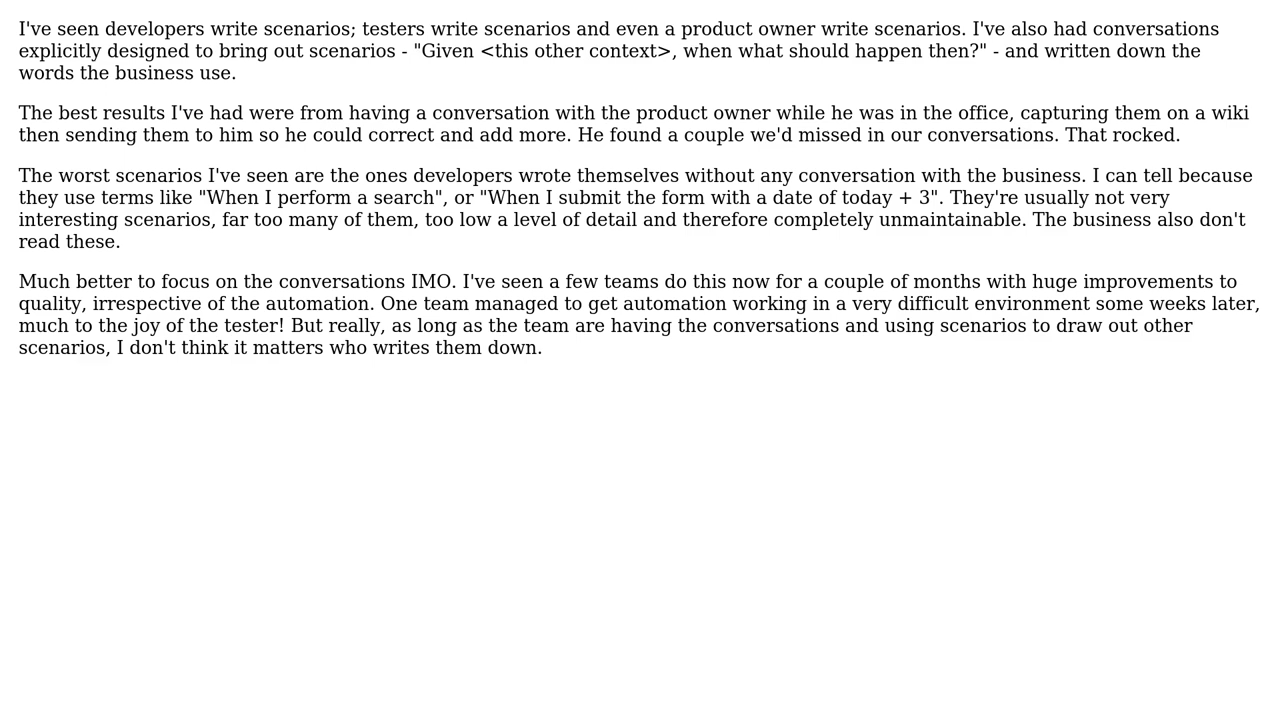 I've seen developers write scenarios; testers write scenarios and even a product owner write scenarios. I've also had conversations
explicitly designed to bring out scenarios - "Given <this other context>, when what should happen then?" - and written down the
words the business use.
The best results I've had were from having a conversation with the product owner while he was in the office, capturing them on a wiki
then sending them to him so he could correct and add more. He found a couple we'd missed in our conversations. That rocked.
The worst scenarios I've seen are the ones developers wrote themselves without any conversation with the business. I can tell because
they use terms like "When I perform a search", or "When I submit the form with a date of today + 3". They're usually not very
interesting scenarios, far too many of them, too low a level of detail and therefore completely unmaintainable. The business also don't
read these.
Much better to focus on the conversations IMO. I've seen a few teams do this now for a couple of months with huge improvements to
quality, irrespective of the automation. One team managed to get automation working in a very difficult environment some weeks later,
much to the joy of the tester! But really, as long as the team are having the conversations and using scenarios to draw out other
scenarios, I don't think it matters who writes them down.